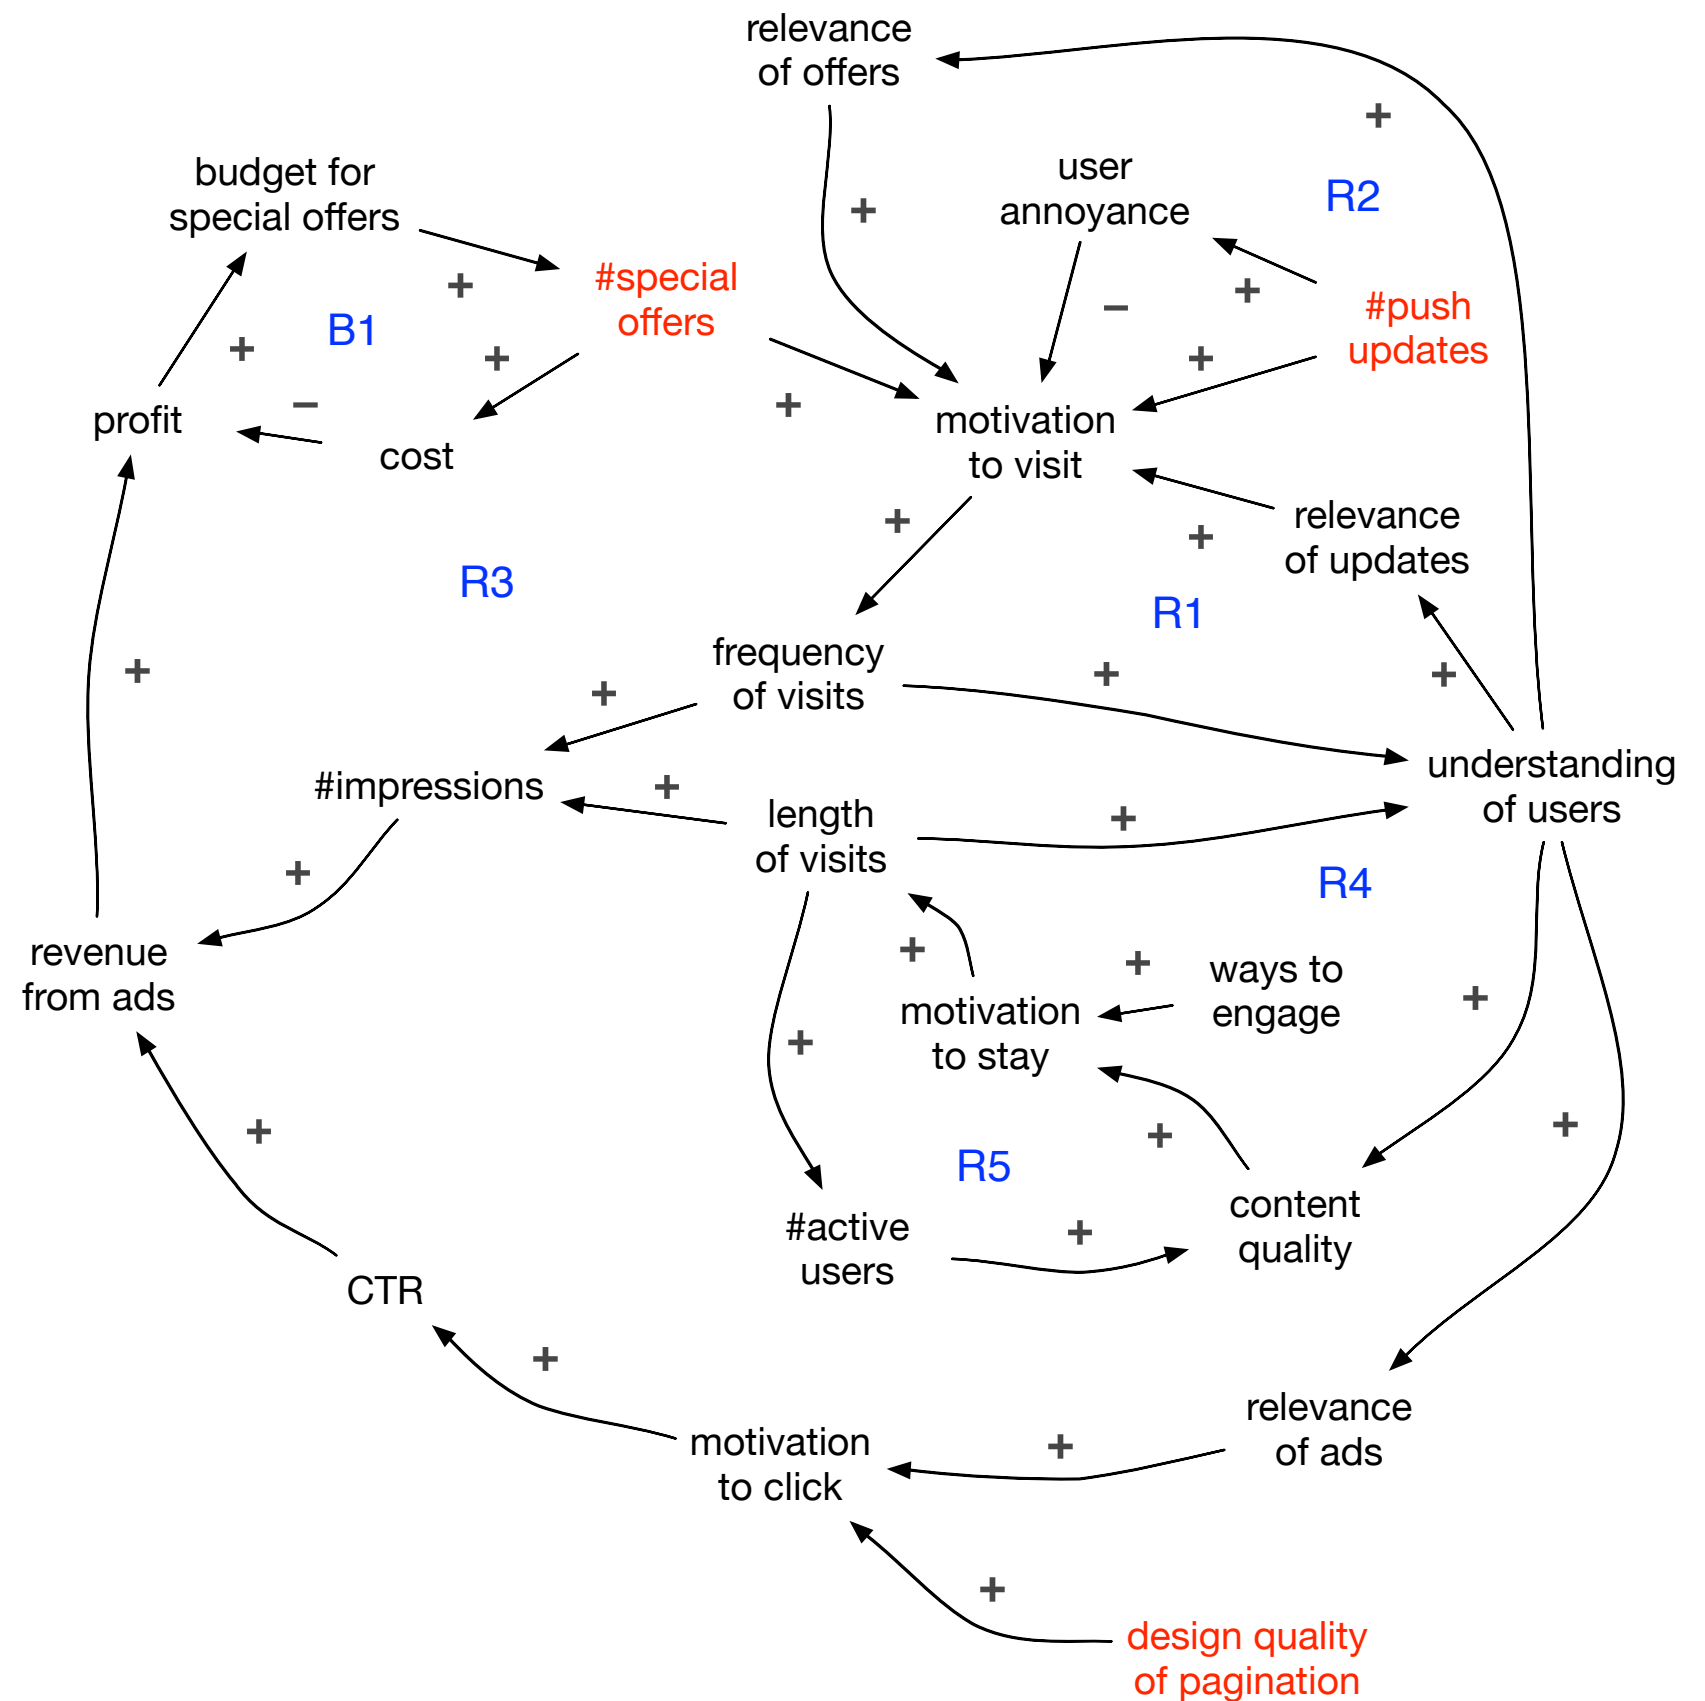 relevance
of offers
+
budget for
special offers
user
annoyance
R2
+
#special
offers
+
B1
+
−
+
#push
updates
+
+
+
−
profit
cost
+
motivation
to visit
+
relevance
of updates
+
R3
R1
+
frequency
of visits
+
+
+
#impressions
+
length
of visits
+
understanding
of users
+
R4
revenue
from ads
+
motivation
to stay
+
ways to
engage
+
+
+
+
+
R5
content
quality
#active
users
+
CTR
+
motivation
to click
+
relevance
of ads
+
design quality
of pagination